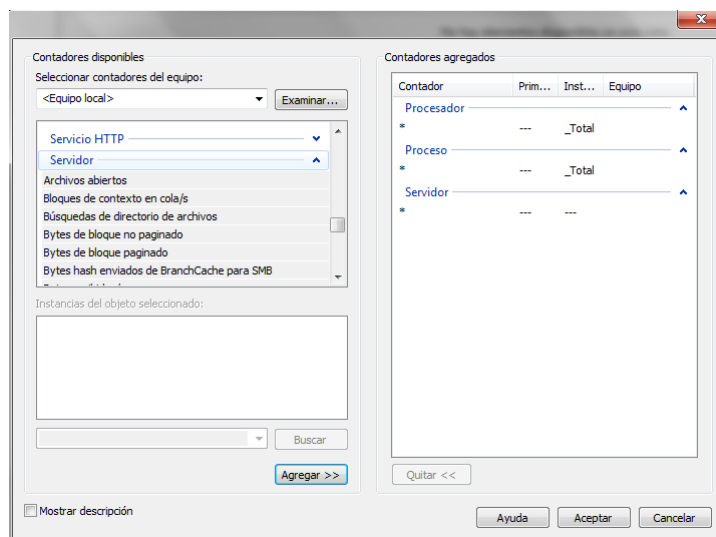 Contadores disponibles
Seleccionar contadores del equipo:
<Equipo local>
Examinar...
Servicio HTTP
Servidor
Archivos abiertos
Bloques de contexto en cola/s
Búsquedas de directorio de archivos
Bytes de bloque no paginado
Bytes de bloque paginado
Bytes hash enviados de BranchCache para SMB
Instancias del objeto seleccionado:
Buscar
Agregar >>
Mostrar descripción
Contadores agregados
Contador Prim... Inst... Equipo
Procesador
* --- _Total
Proceso
* --- _Total
Servidor
* --- ---
Quitar <<
Ayuda Aceptar Cancelar